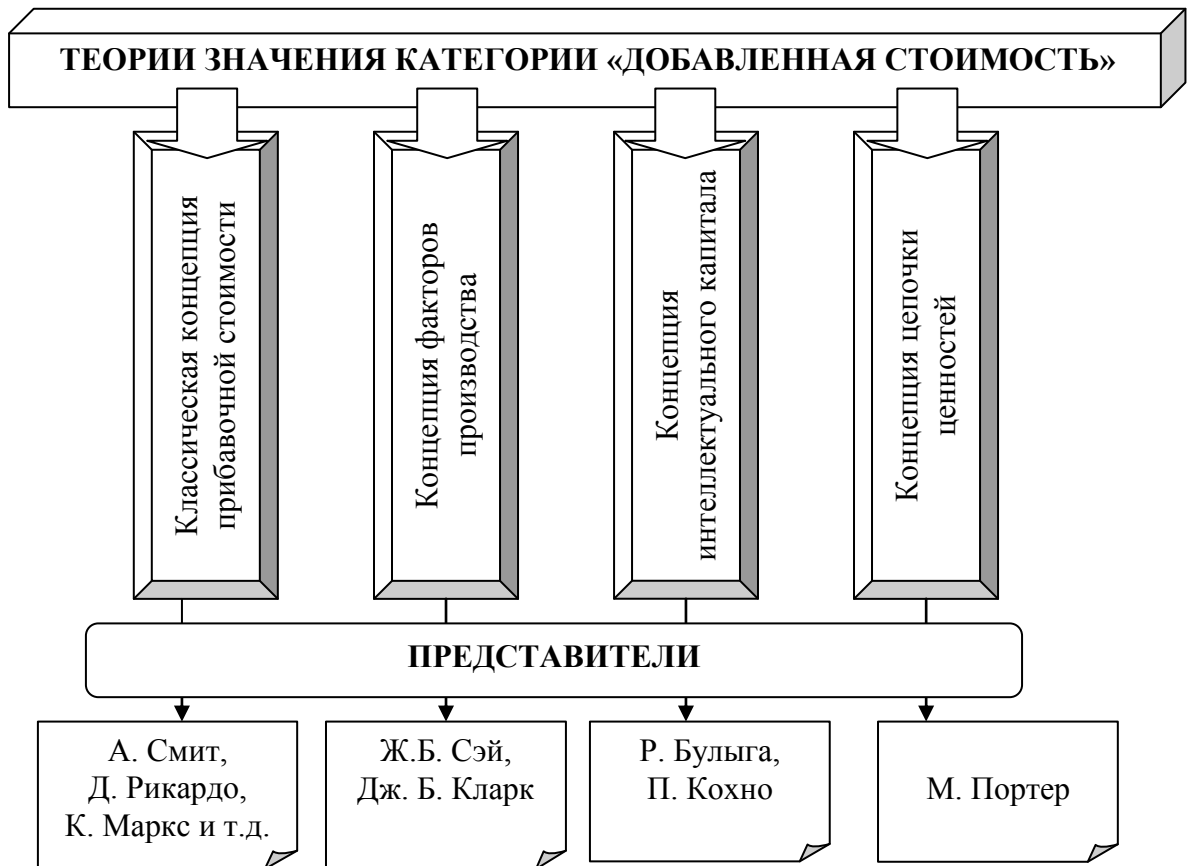 ТЕОРИИ ЗНАЧЕНИЯ КАТЕГОРИИ «ДОБАВЛЕННАЯ СТОИМОСТЬ»
Классическая концепция
прибавочной стоимости
Концепция факторов
производства
Концепция
интеллектуального капитала
Концепция цепочки
ценностей
ПРЕДСТАВИТЕЛИ
А. Смит,
Д. Рикардо,
К. Маркс и т.д.
Ж.Б. Сэй,
Дж. Б. Кларк
Р. Булыга,
П. Кохно
М. Портер